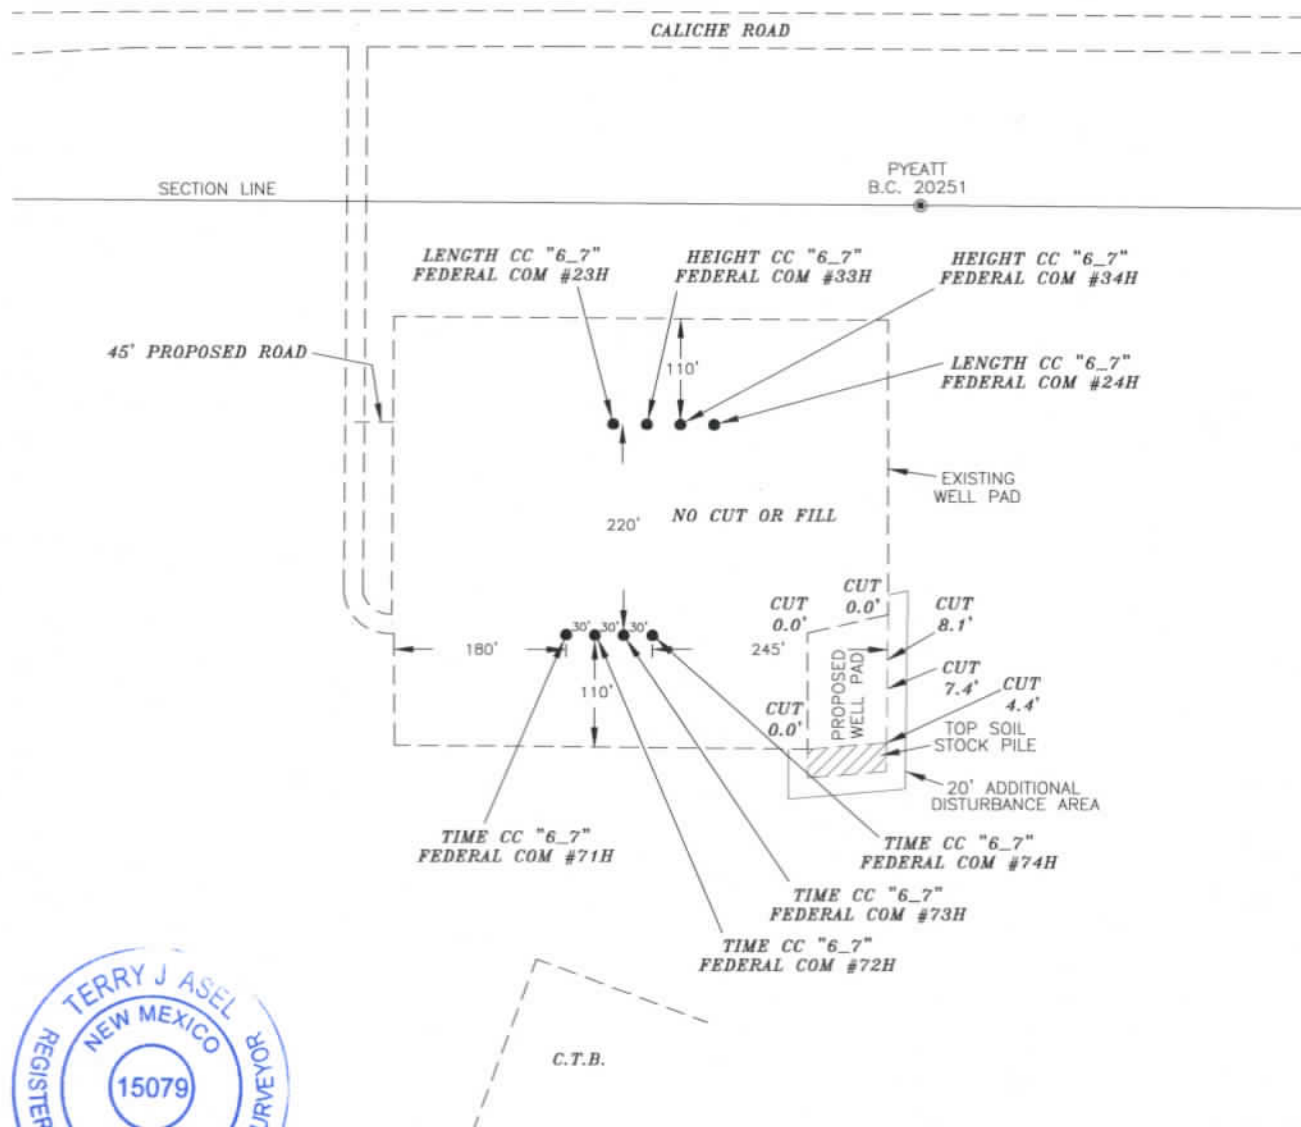 CALICHE ROAD
SECTION LINE
PYEATT
B.C. 20251
LENGTH CC "6_7"
FEDERAL COM #23H
HEIGHT CC "6_7"
FEDERAL COM #33H
HEIGHT CC "6_7"
FEDERAL COM #34H
45' PROPOSED ROAD
110'
LENGTH CC "6_7"
FEDERAL COM #24H
EXISTING
WELL PAD
220'
NO CUT OR FILL
CUT
0.0'
CUT
0.0'
CUT
8.1'
180'
30'
30'
30'
245'
PROPOSED
WELL PAD
CUT
7.4'
CUT
4.4'
110'
CUT
0.0'
TOP SOIL
STOCK PILE
20' ADDITIONAL
DISTURBANCE AREA
TIME CC "6_7"
FEDERAL COM #71H
TIME CC "6_7"
FEDERAL COM #74H
TIME CC "6_7"
FEDERAL COM #73H
TIME CC "6_7"
FEDERAL COM #72H
C.T.B.
TERRY J ASEL
NEW MEXICO
15079